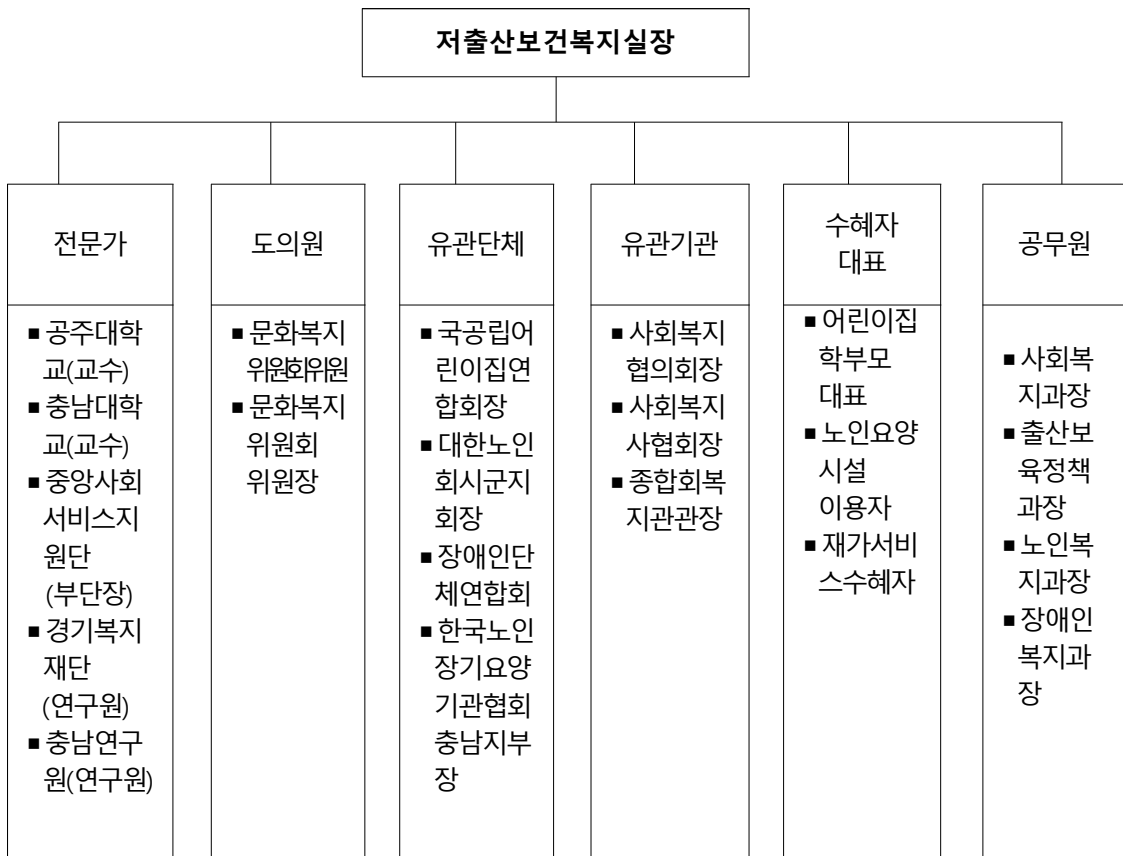 저출산보건복지실장
전문가
■ 공주대학
교(교수)
■ 충남대학
교(교수)
■ 중앙사회
서비스지
원단
(부단장)
■ 경기복지
재단
(연구원)
■ 충남연구
원(연구원)
도의원
■ 문화복지
위원회위원
■ 문화복지
위원회
위원장
유관단체
■ 국공립어
린이집연
합회장
■ 대한노인
회시군지
회장
■ 장애인단
체연합회
■ 한국노인
장기요양
기관협회
충남지부
장
유관기관
■ 사회복지
협의회장
■ 사회복지
사협회장
■ 종합회복
지관관장
수혜자
대표
■ 어린이집
학부모
대표
■ 노인요양
시설
이용자
■ 재가서비
스수혜자
공무원
■ 사회복
지과장
■ 출산보
육정책
과장
■ 노인복
지과장
■ 장애인
복지과
장